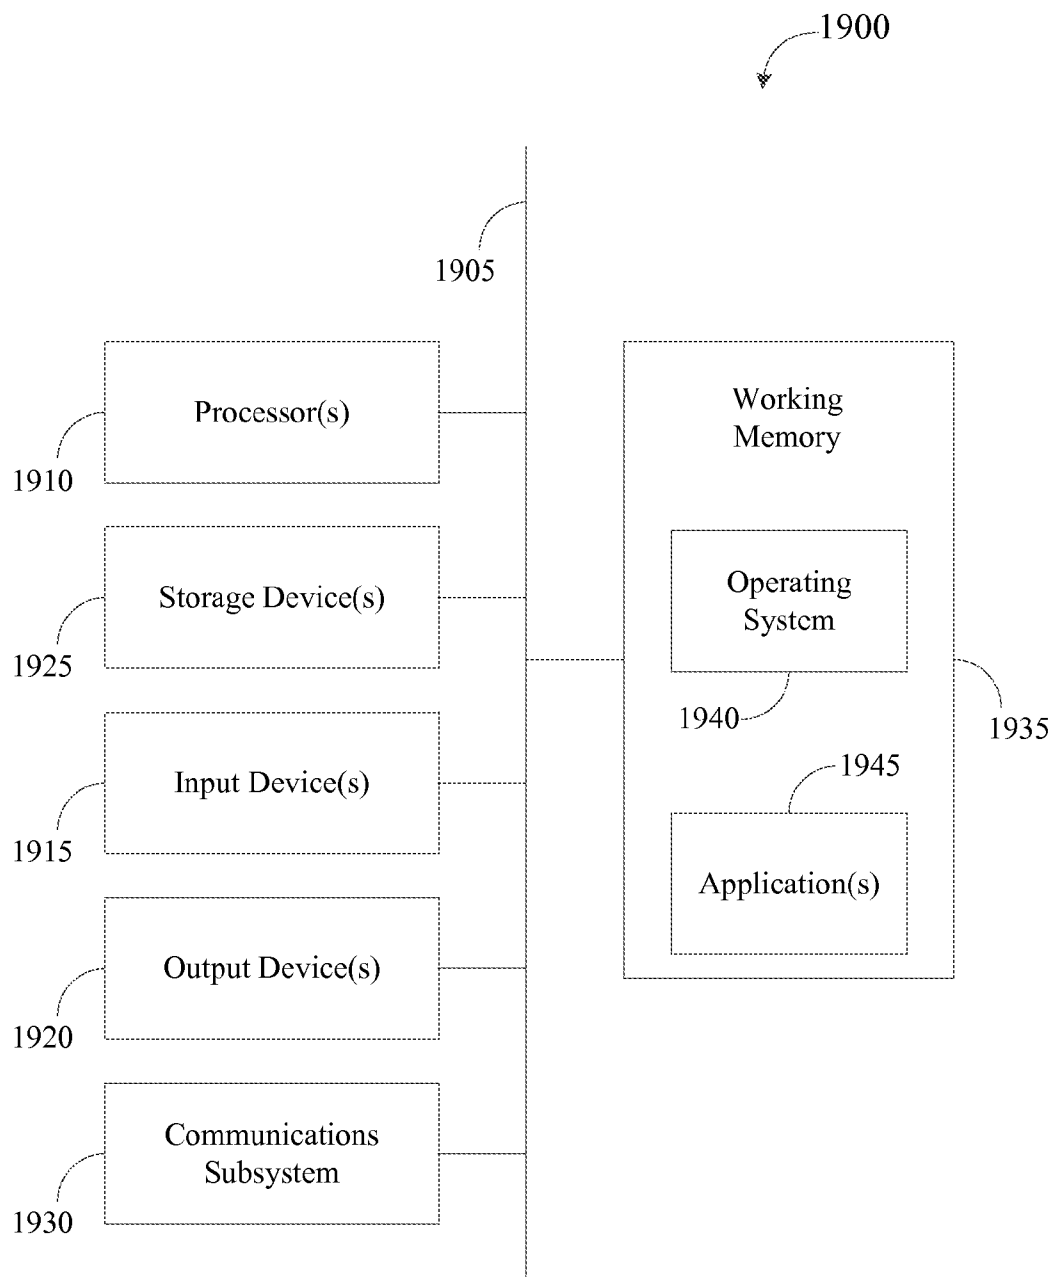 1900
1905
Processor(s)
1910
Storage Device(s)
1925
Input Device(s)
1915
Output Device(s)
1920
Communications
Subsystem
1930
Working
Memory
Operating
System
1940
1935
1945
Application(s)